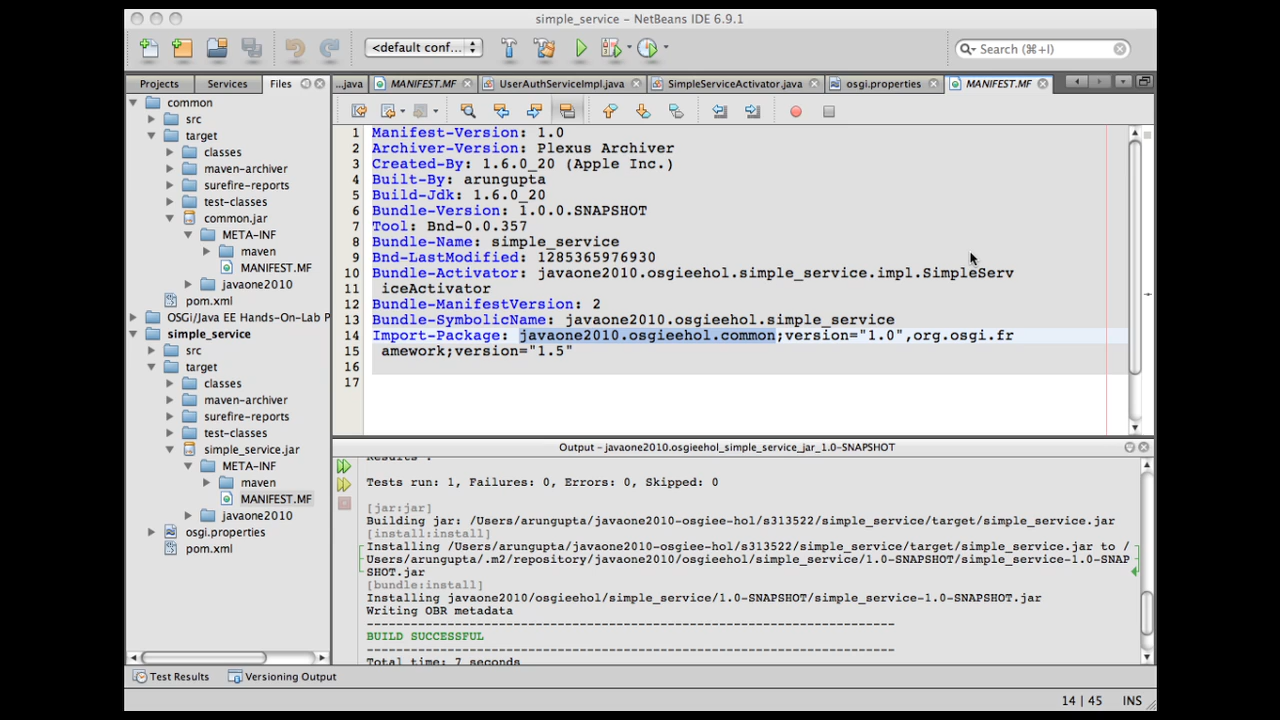 simple_service – NetBeans IDE 6.9.1
<default conf...
Search (⌘+I)
Projects
Services
Files
...java
MANIFEST.MF
UserAuthServiceImpl.java
SimpleServiceActivator.java
osgi.properties
MANIFEST.MF
common
src
target
classes
maven-archiver
surefire-reports
test-classes
common.jar
META-INF
maven
MANIFEST.MF
javaone2010
pom.xml
OSGi/Java EE Hands-On-Lab P
simple_service
src
target
classes
maven-archiver
surefire-reports
test-classes
simple_service.jar
META-INF
maven
MANIFEST.MF
javaone2010
osgi.properties
pom.xml
1 Manifest-Version: 1.0
2 Archiver-Version: Plexus Archiver
3 Created-By: 1.6.0_20 (Apple Inc.)
4 Built-By: arungupta
5 Build-Jdk: 1.6.0_20
6 Bundle-Version: 1.0.0.SNAPSHOT
7 Tool: Bnd-0.0.357
8 Bundle-Name: simple_service
9 Bnd-LastModified: 1285365976930
10 Bundle-Activator: javaone2010.osgieehol.simple_service.impl.SimpleServ
11 iceActivator
12 Bundle-ManifestVersion: 2
13 Bundle-SymbolicName: javaone2010.osgieehol.simple_service
14 Import-Package: javaone2010.osgieehol.common;version="1.0",org.osgi.fr
15 amework;version="1.5"
16
17
Output – javaone2010.osgieehol_simple_service_jar_1.0-SNAPSHOT
Results :
Tests run: 1, Failures: 0, Errors: 0, Skipped: 0
[jar:jar]
Building jar: /Users/arungupta/javaone2010-osgiee-hol/s313522/simple_service/target/simple_service.jar
[install:install]
Installing /Users/arungupta/javaone2010-osgiee-hol/s313522/simple_service/target/simple_service.jar to /
Users/arungupta/.m2/repository/javaone2010/osgieehol/simple_service/1.0-SNAPSHOT/simple_service-1.0-SNAP
SHOT.jar
[bundle:install]
Installing javaone2010/osgieehol/simple_service/1.0-SNAPSHOT/simple_service-1.0-SNAPSHOT.jar
Writing OBR metadata
------------------------------------------------------------------------
BUILD SUCCESSFUL
------------------------------------------------------------------------
Total time: 7 seconds
Test Results
Versioning Output
14 | 45
INS